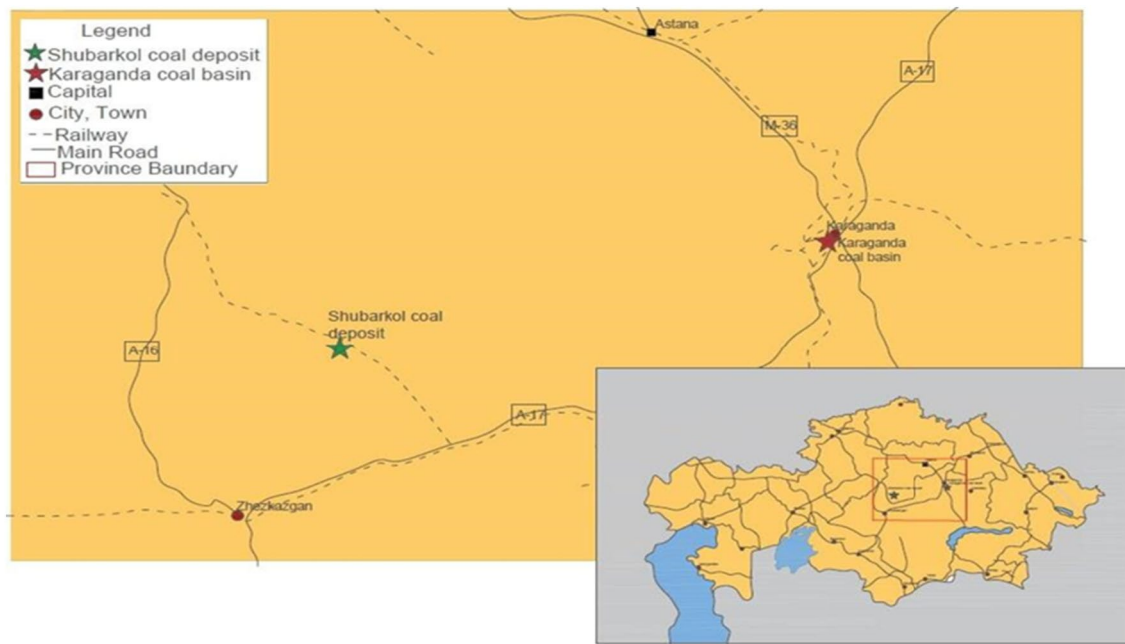 Legend
Shubarkol coal deposit
Karaganda coal basin
Capital
City, Town
Railway
Main Road
Province Baundary
Astana
A-17
M-36
Karaganda
Karaganda
coal basin
Shubarkol coal
deposit
A-16
A-17
Zhezkazgan